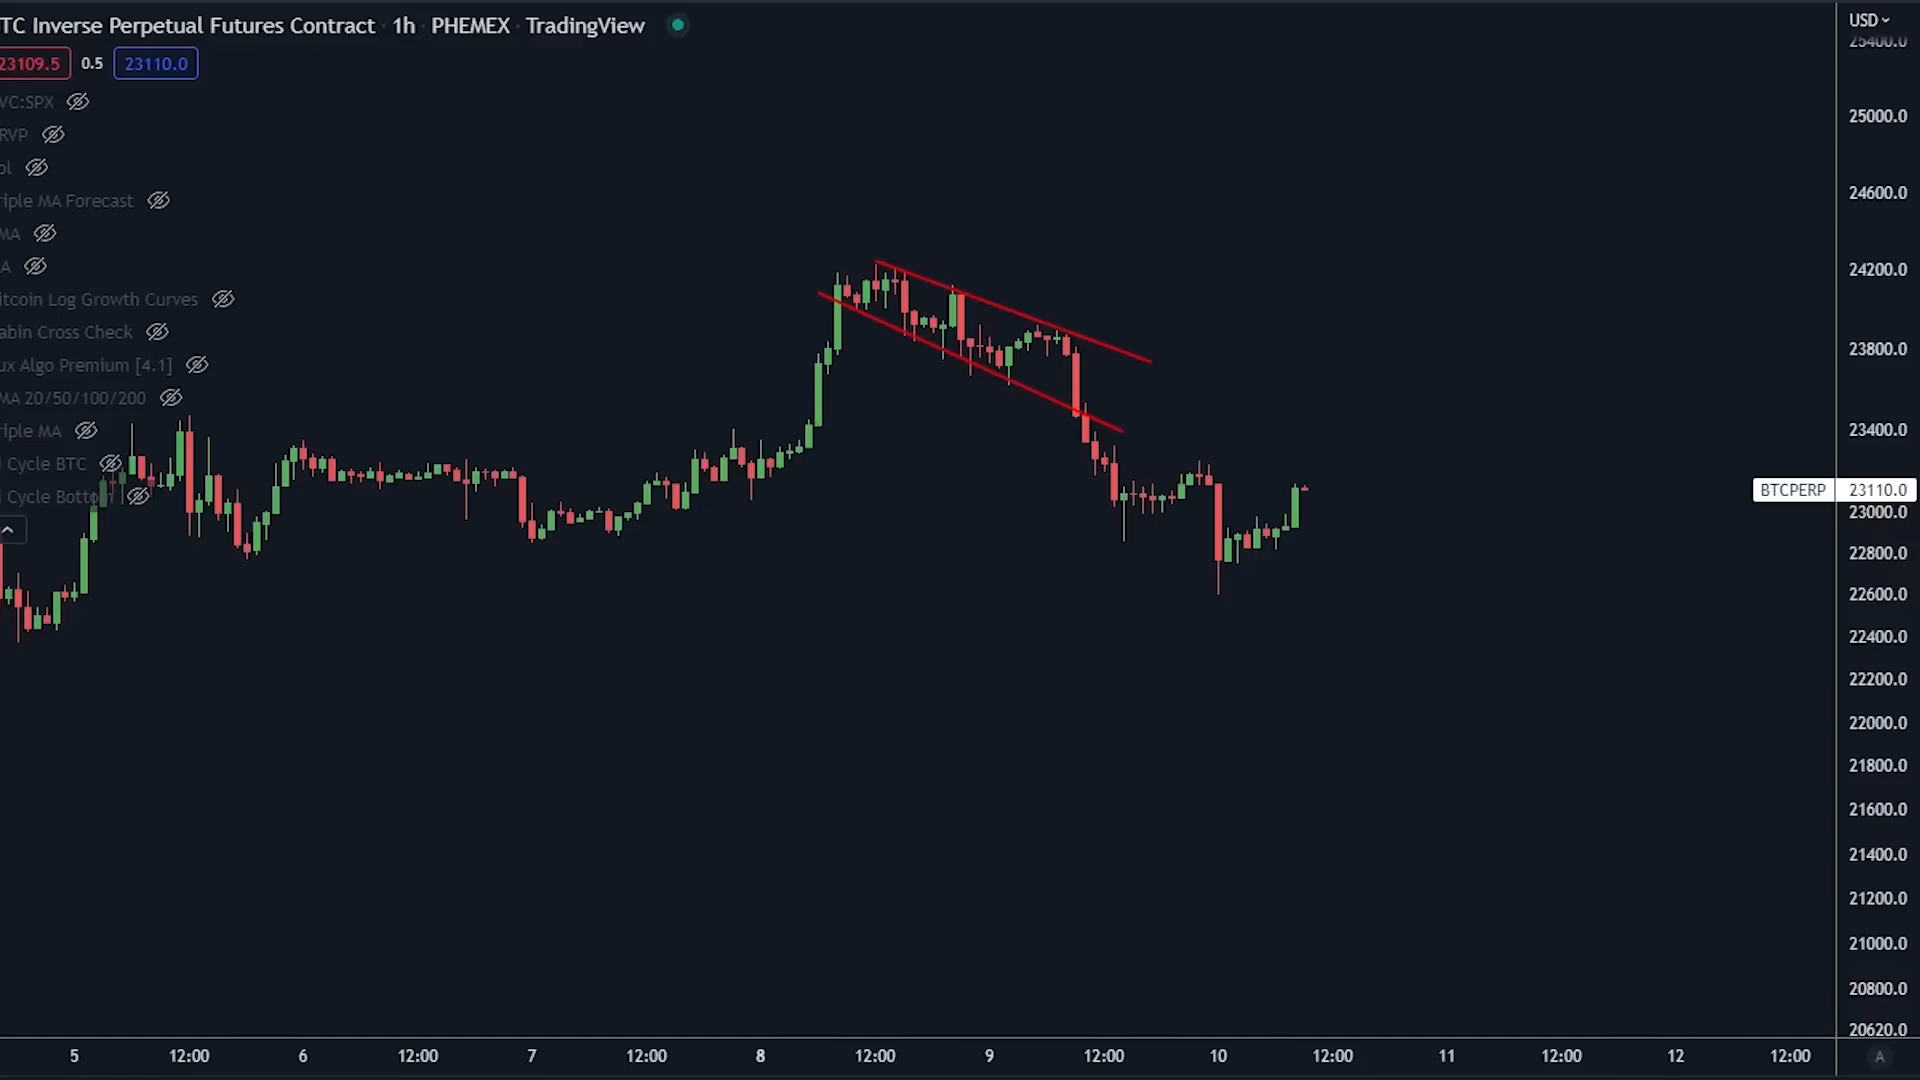 TC Inverse Perpetual Futures Contract · 1h · PHEMEX · TradingView
USD
25400.0
23109.5 0.5 23110.0
VC:SPX
25000.0
RVP
ol
24600.0
riple MA Forecast
MA
A
24200.0
itcoin Log Growth Curves
abin Cross Check
23800.0
ux Algo Premium [4.1]
MA 20/50/100/200
riple MA
23400.0
Cycle BTC
Cycle Bottom
BTCPERP 23110.0
23000.0
22800.0
22600.0
22400.0
22200.0
22000.0
21800.0
21600.0
21400.0
21200.0
21000.0
20800.0
20620.0
5 12:00 6 12:00 7 12:00 8 12:00 9 12:00 10 12:00 11 12:00 12 12:00 A